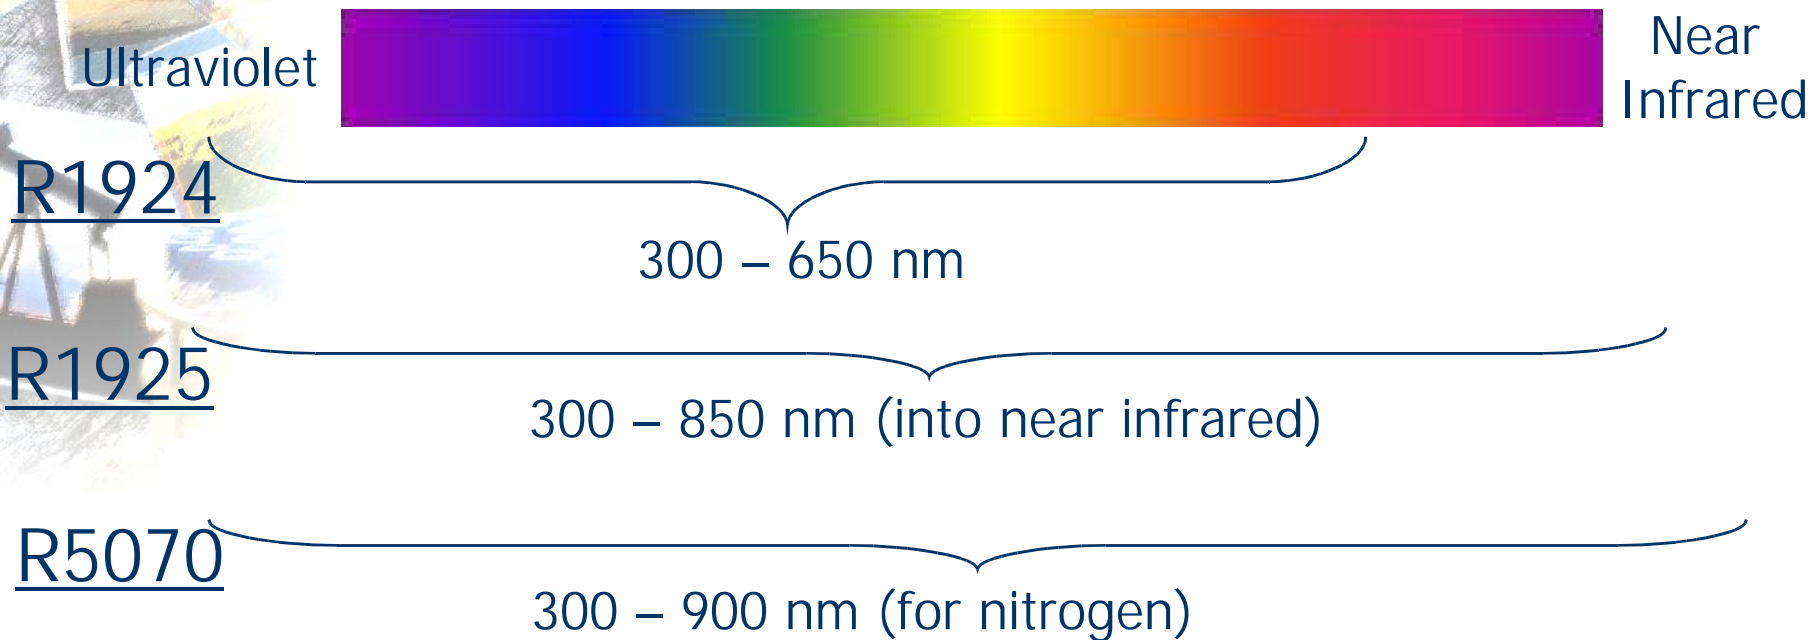 Ultraviolet
Near
Infrared
R1924
300 – 650 nm
R1925
300 – 850 nm (into near infrared)
R5070
300 – 900 nm (for nitrogen)